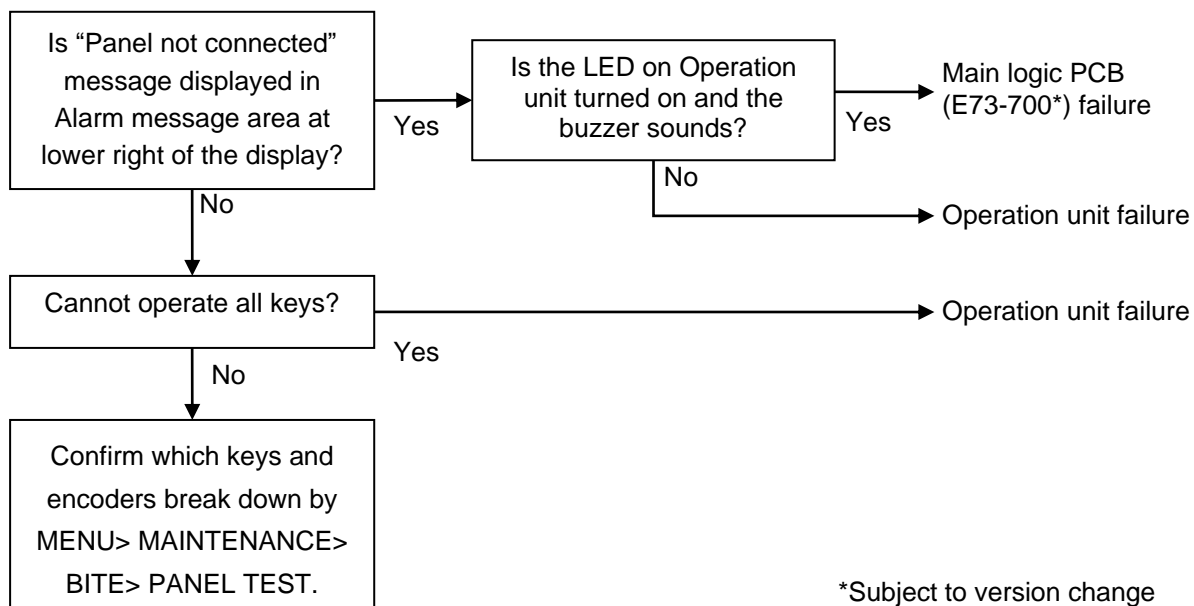 Is “Panel not connected”
message displayed in
Alarm message area at
lower right of the display?
Yes
Is the LED on Operation
unit turned on and the
buzzer sounds?
Yes
Main logic PCB
(E73-700*) failure
No
Operation unit failure
No
Cannot operate all keys?
Yes
Operation unit failure
No
Confirm which keys and
encoders break down by
MENU> MAINTENANCE>
BITE> PANEL TEST.
*Subject to version change